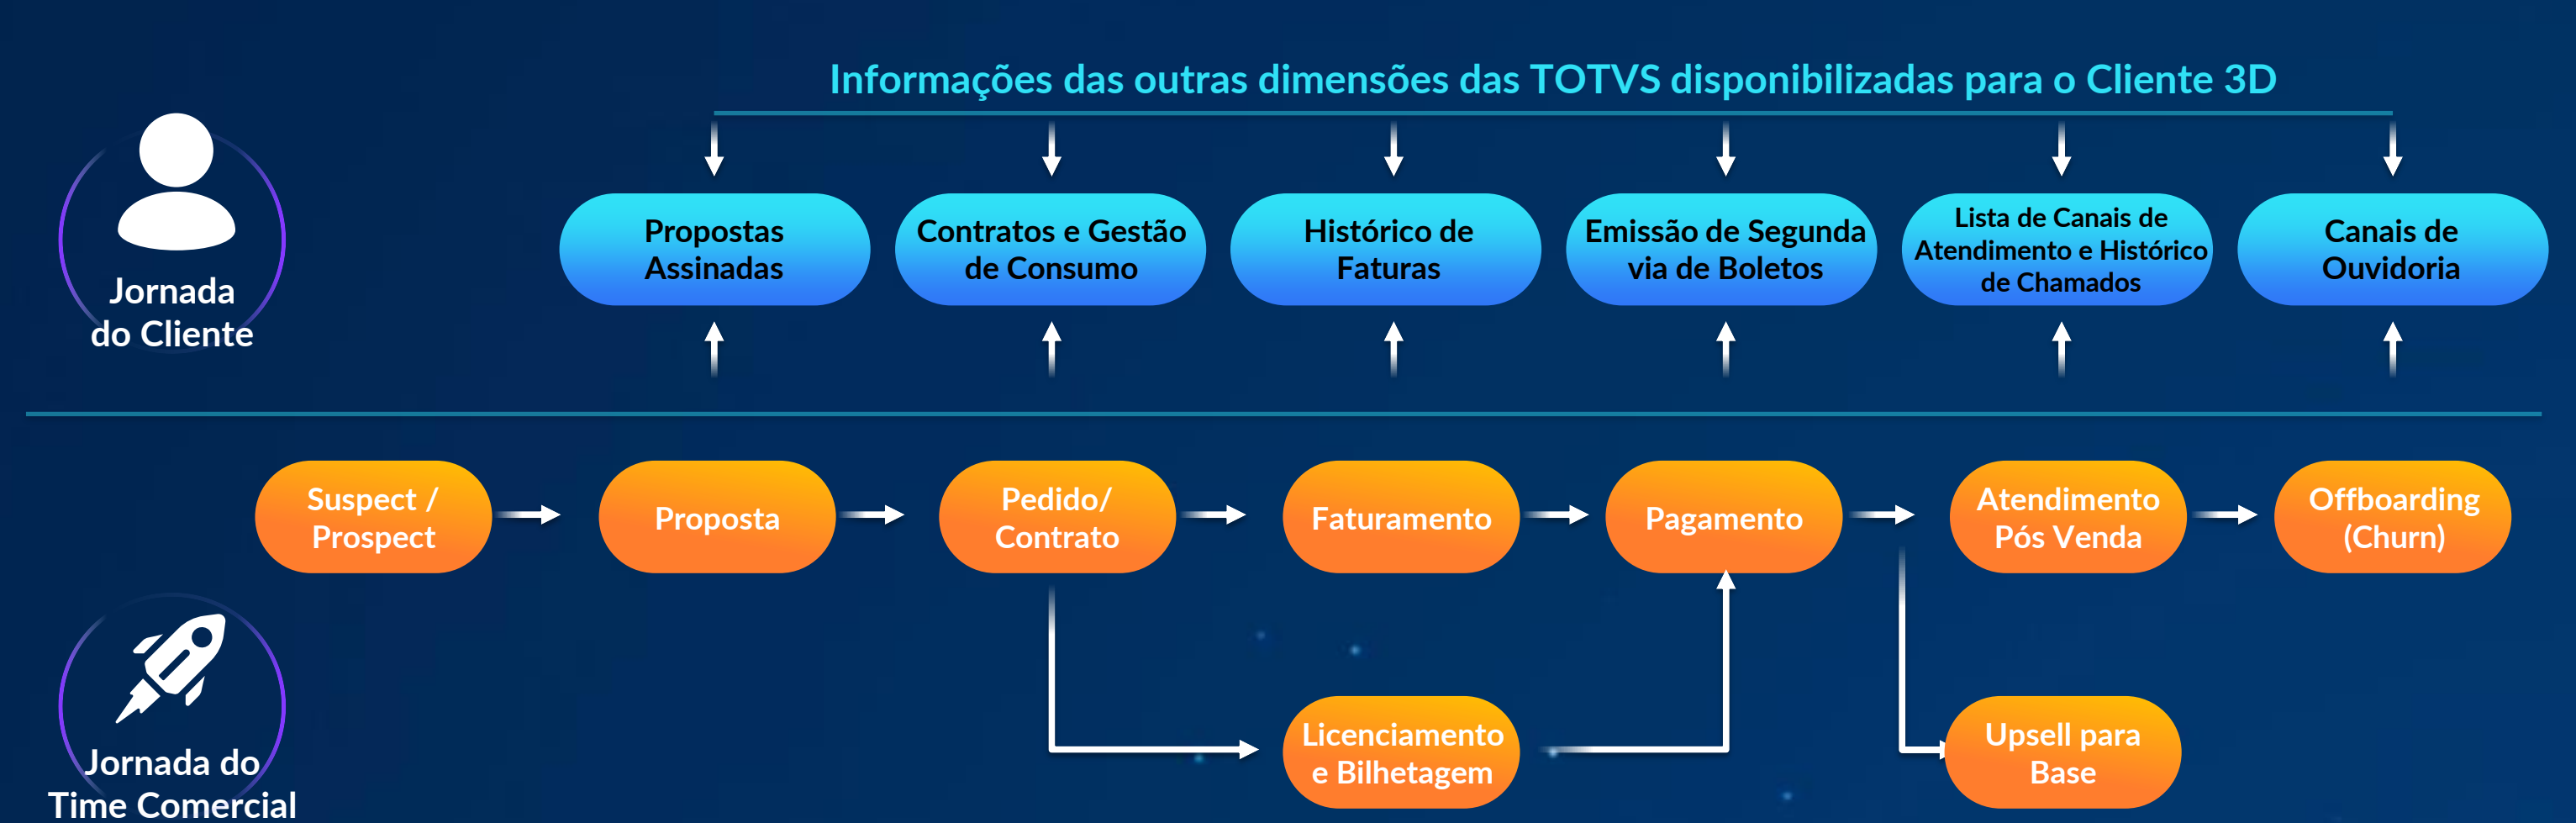 Informações das outras dimensões das TOTVS disponibilizadas para o Cliente 3D
Jornada
do Cliente
Propostas
Assinadas
Contratos e Gestão
de Consumo
Histórico de
Faturas
Emissão de Segunda
via de Boletos
Lista de Canais de
Atendimento e Histórico
de Chamados
Canais de
Ouvidoria
Suspect /
Prospect
Proposta
Pedido/
Contrato
Faturamento
Pagamento
Atendimento
Pós Venda
Offboarding
(Churn)
Jornada do
Time Comercial
Licenciamento
e Bilhetagem
Upsell para
Base